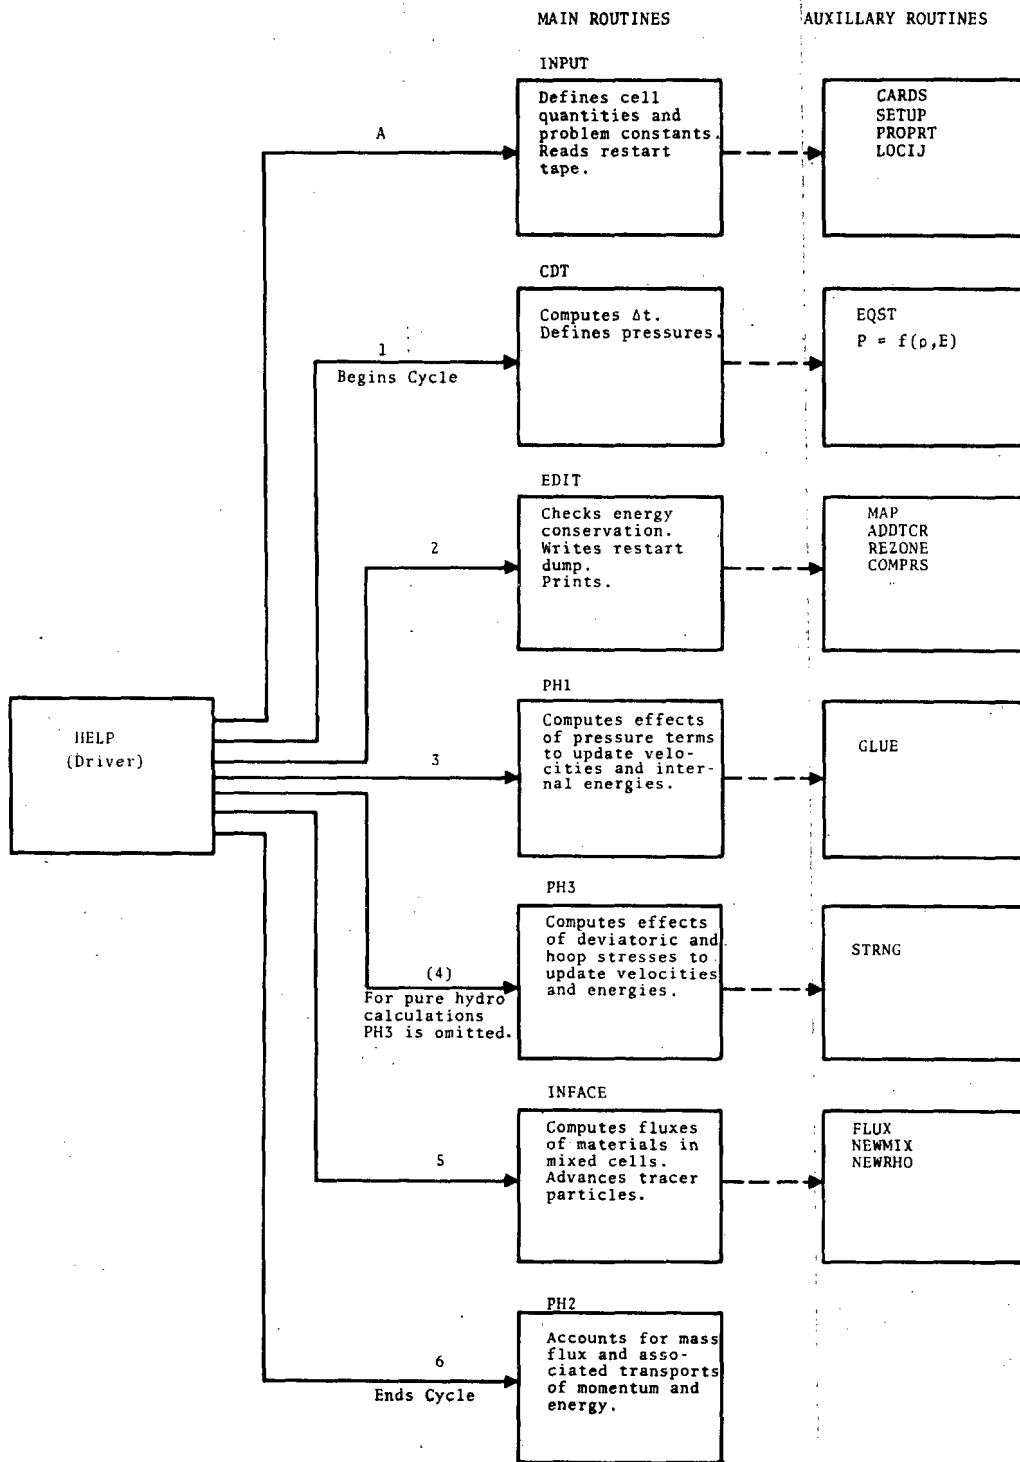 MAIN ROUTINES
AUXILLARY ROUTINES
INPUT
Defines cell
quantities and
problem constants.
Reads restart
tape.
CARDS
SETUP
PROPRT
LOCIJ
A
CDT
Computes Δt.
Defines pressures.
EQST
P = f(ρ,E)
1
Begins Cycle
EDIT
Checks energy
conservation.
Writes restart
dump.
Prints.
MAP
ADDTCR
REZONE
COMPRS
2
HELP
(Driver)
PH1
Computes effects
of pressure terms
to update velo-
cities and inter-
nal energies.
GLUE
3
PH3
Computes effects
of deviatoric and
hoop stresses to
update velocities
and energies.
STRNG
(4)
For pure hydro
calculations
PH3 is omitted.
INFACE
Computes fluxes
of materials in
mixed cells.
Advances tracer
particles.
FLUX
NEWMIX
NEWRHO
5
PH2
Accounts for mass
flux and asso-
ciated transports
of momentum and
energy.
6
Ends Cycle